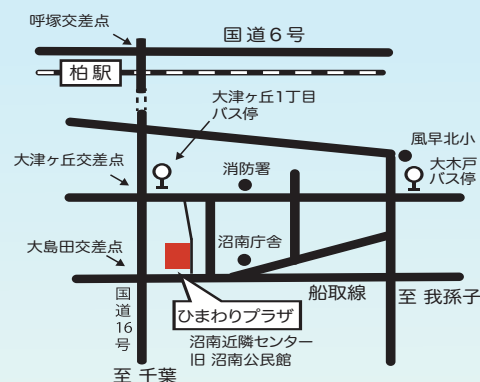 呼塚交差点
国道6号
柏駅
大津ヶ丘1丁目
バス停
風早北小
大津ヶ丘交差点
消防署
大木戸
バス停
大島田交差点
沼南庁舎
船取線
至 我孫子
国道16号
ひまわりプラザ
沼南近隣センター
旧 沼南公民館
至 千葉